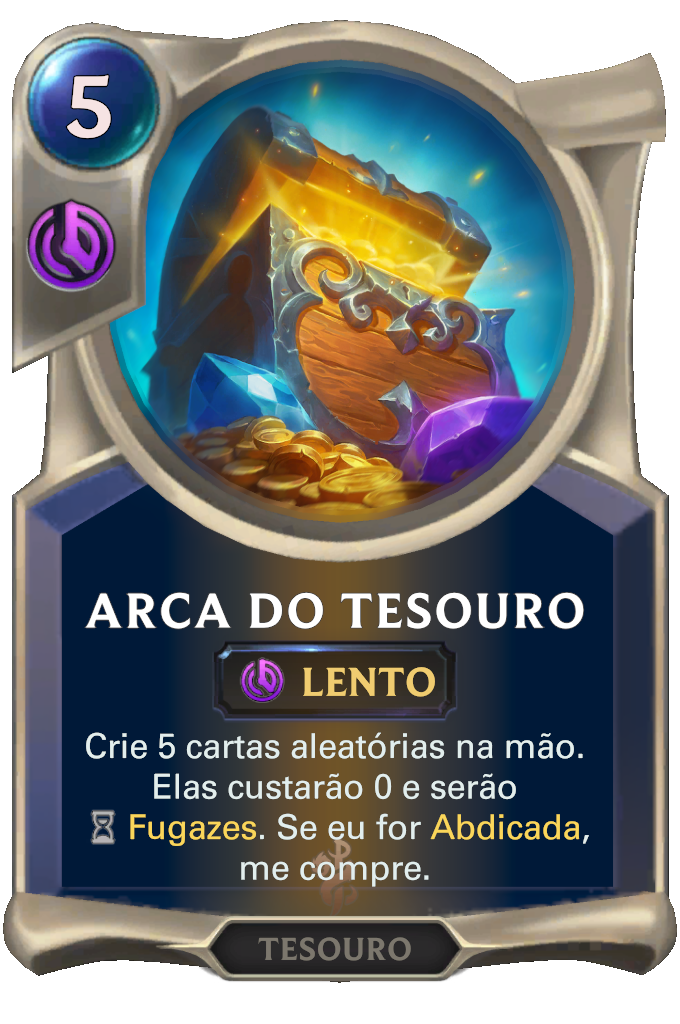 5
ARCA DO TESOURO
LENTO
Crie 5 cartas aleatórias na mão.
Elas custarão 0 e serão
Fugazes. Se eu for Abdicada,
me compre.
TESOURO